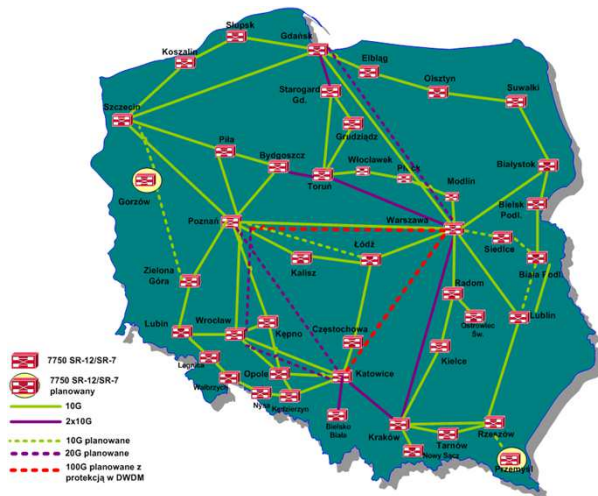 Słupsk
Gdańsk
Koszalin
Elbląg
Olsztyn
Starogard
Gd.
Suwałki
Szczecin
Grudziądz
Piła
Bydgoszcz
Włocławek
Płock
Białystok
Toruń
Modlin
Gorzów
Bielsk
Podl.
Poznań
Warszawa
Siedlce
Łódź
Biała Podl.
Zielona
Góra
Kalisz
Radom
Lublin
Lubin
Wrocław
Kępno
Częstochowa
Ostrowiec
Św.
Legnica
Kielce
7750 SR-12/SR-7
Opole
Katowice
Wałbrzych
7750 SR-12/SR-7
planowany
Nysa
Kędzierzyn
10G
Bielsko
Biała
Kraków
Tarnów
Rzeszów
2x10G
Nowy Sącz
Przemyśl
10G planowane
20G planowane
100G planowane z
protekcją w DWDM